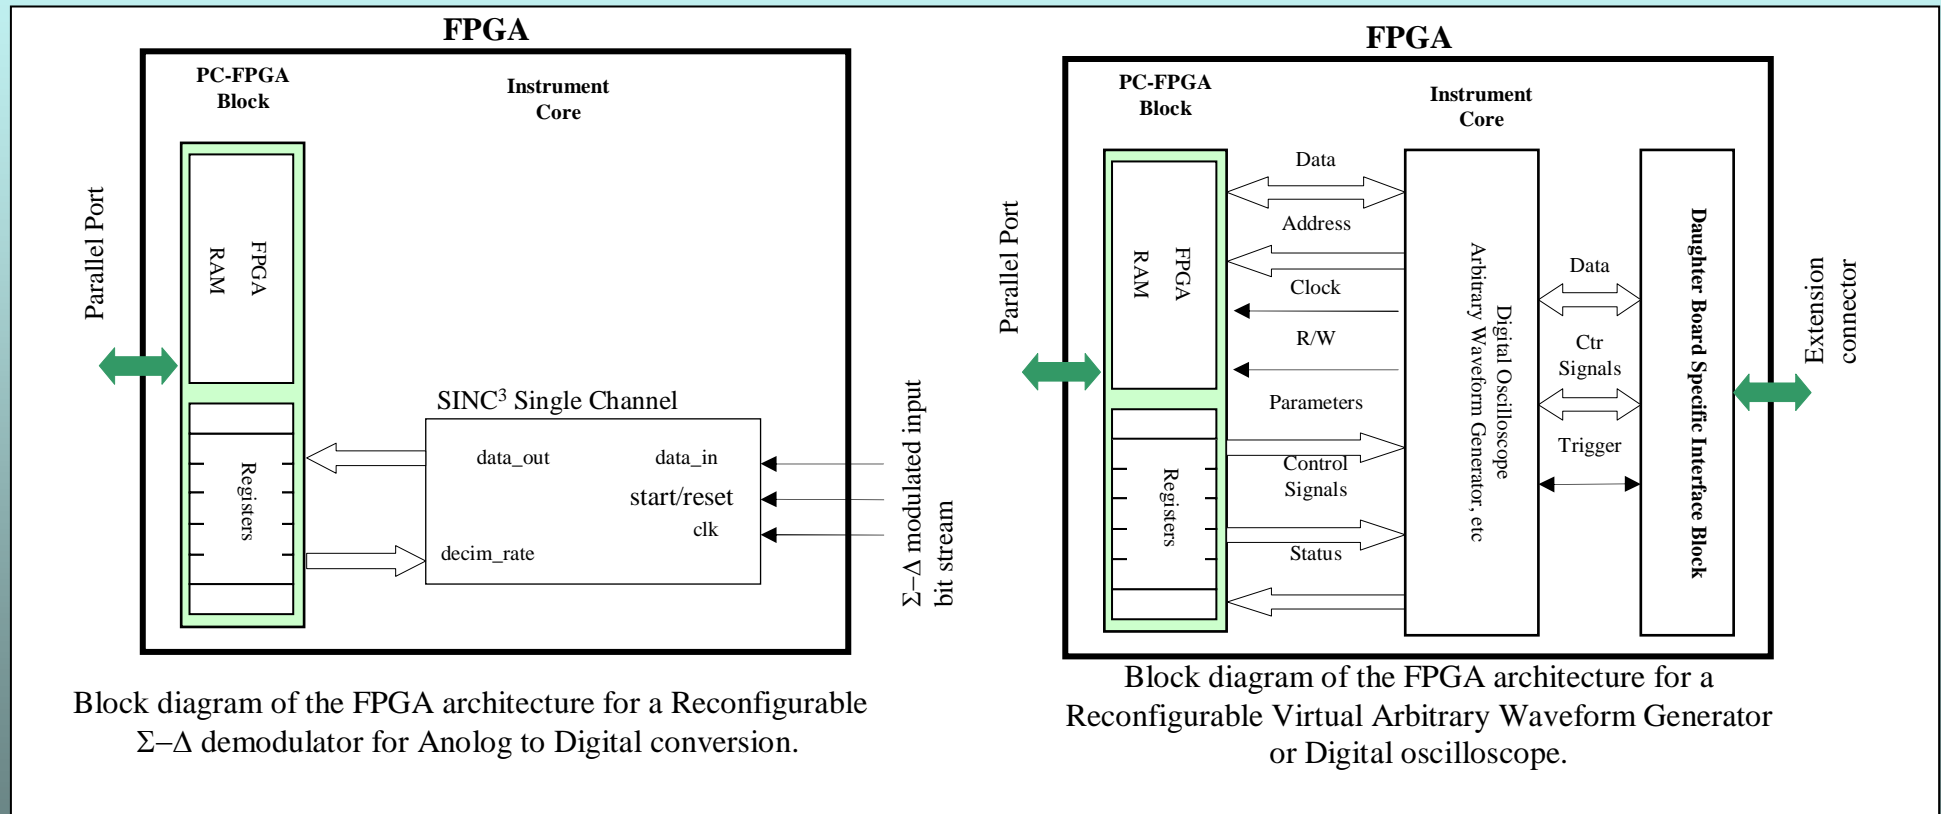 FPGA
PC-FPGA
Block
Instrument
Core
Parallel Port
FPGA
RAM
Registers
SINC³ Single Channel
data_out
data_in
start/reset
clk
decim_rate
Σ–Δ modulated input
bit stream
Block diagram of the FPGA architecture for a Reconfigurable
Σ–Δ demodulator for Anolog to Digital conversion.
FPGA
PC-FPGA
Block
Instrument
Core
Parallel Port
FPGA
RAM
Registers
Data
Address
Clock
R/W
Parameters
Control
Signals
Status
Digital Oscilloscope
Arbitrary Waveform Generator, etc
Data
Ctr
Signals
Trigger
Daughter Board Specific Interface Block
Extension
connector
Block diagram of the FPGA architecture for a
Reconfigurable Virtual Arbitrary Waveform Generator
or Digital oscilloscope.